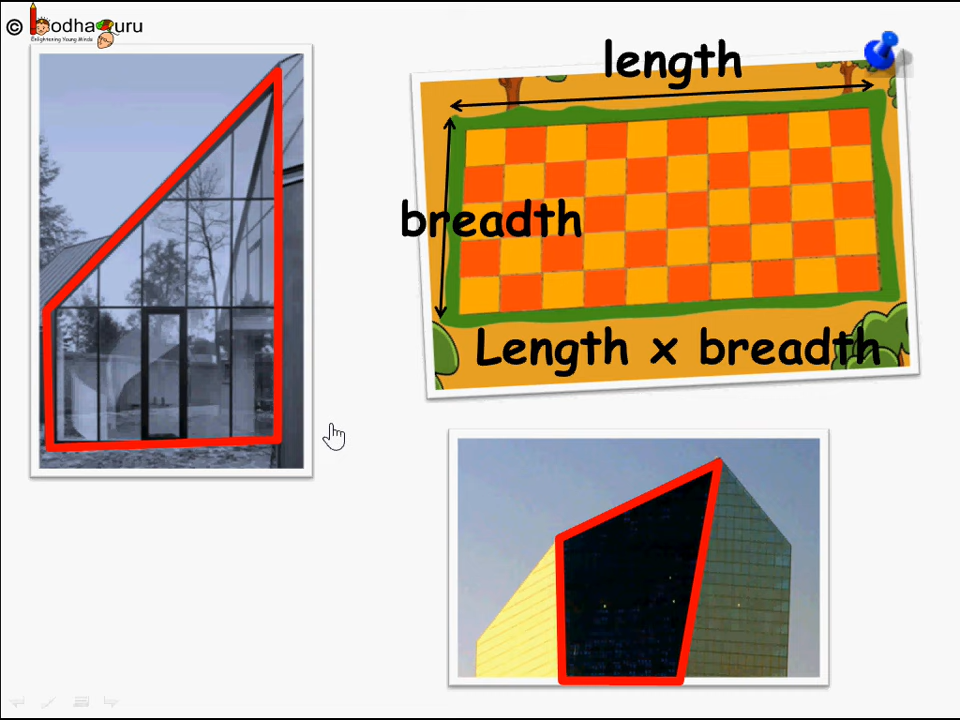 © BodhaGuru
Enlightening Young Minds
length
breadth
Length x breadth